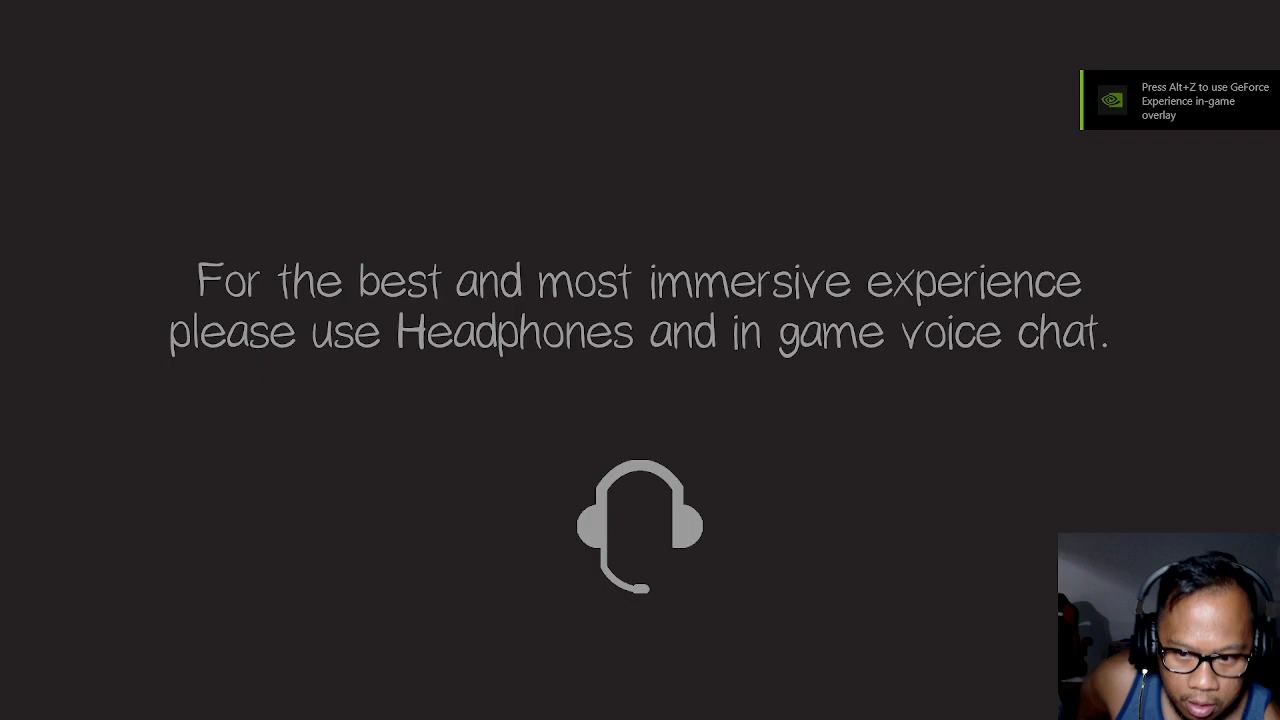 Press Alt+Z to use GeForce
Experience in-game
overlay
For the best and most immersive experience
please use Headphones and in game voice chat.